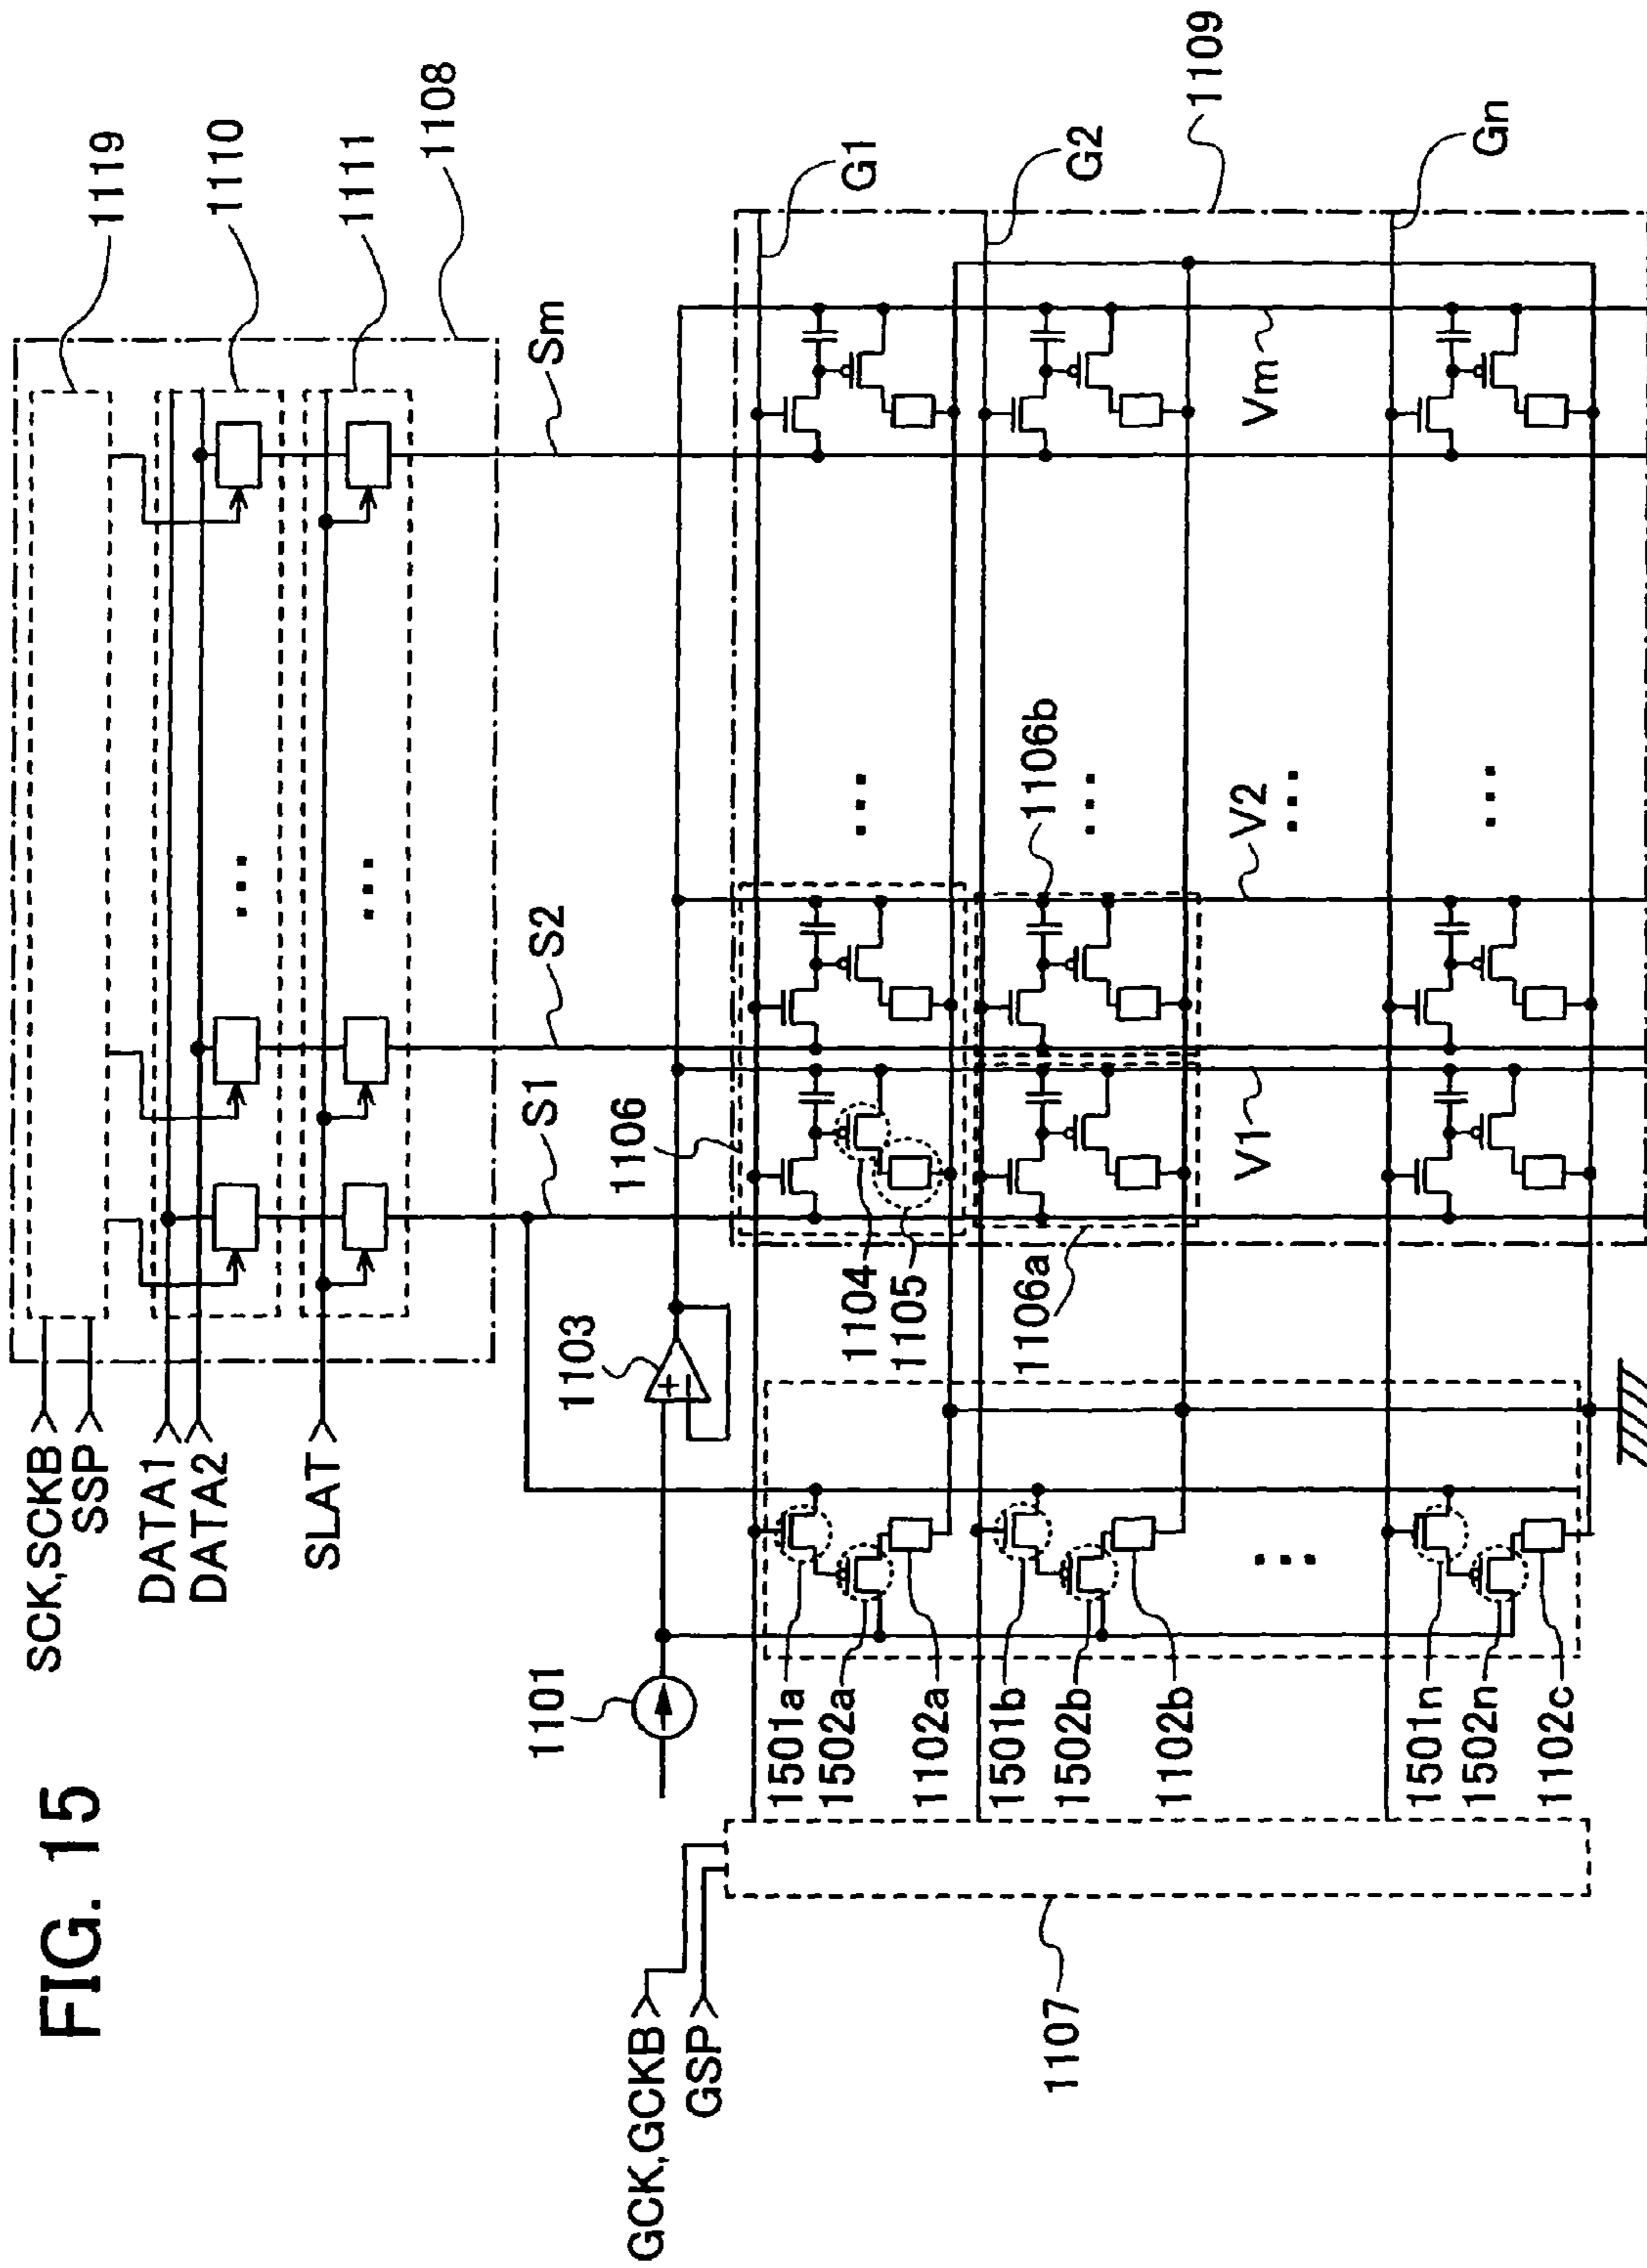 FIG. 15
SCK,SCKB
SSP
DATA1
DATA2
SLAT
1119
1110
1111
1108
S1
S2
Sm
1101
1103
1106
G1
G2
1109
Gn
GCK,GCKB
GSP
1107
1501a
1502a
1102a
1501b
1502b
1102b
1501n
1502n
1102c
1104
1105
1106a
1106b
V1
V2
Vm
...
...
...
...
...
...
...
+
−